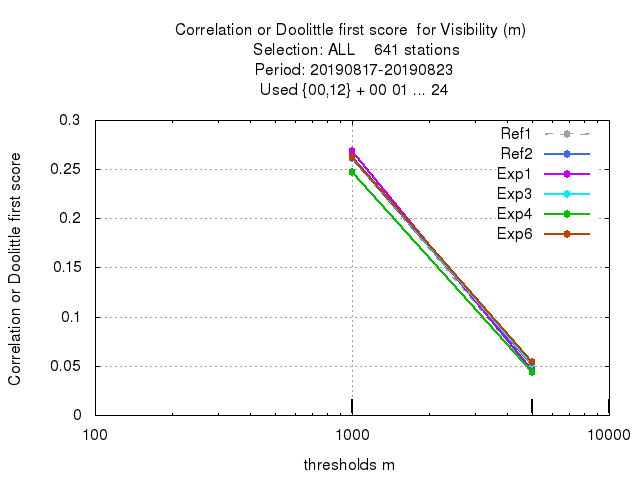 Correlation or Doolittle first score  for Visibility (m)
Selection: ALL    641 stations
Period: 20190817-20190823
Used {00,12} + 00 01 ... 24
Correlation or Doolittle first score
0.3
0.25
0.2
0.15
0.1
0.05
0
100
1000
10000
thresholds m
Ref1
Ref2
Exp1
Exp3
Exp4
Exp6